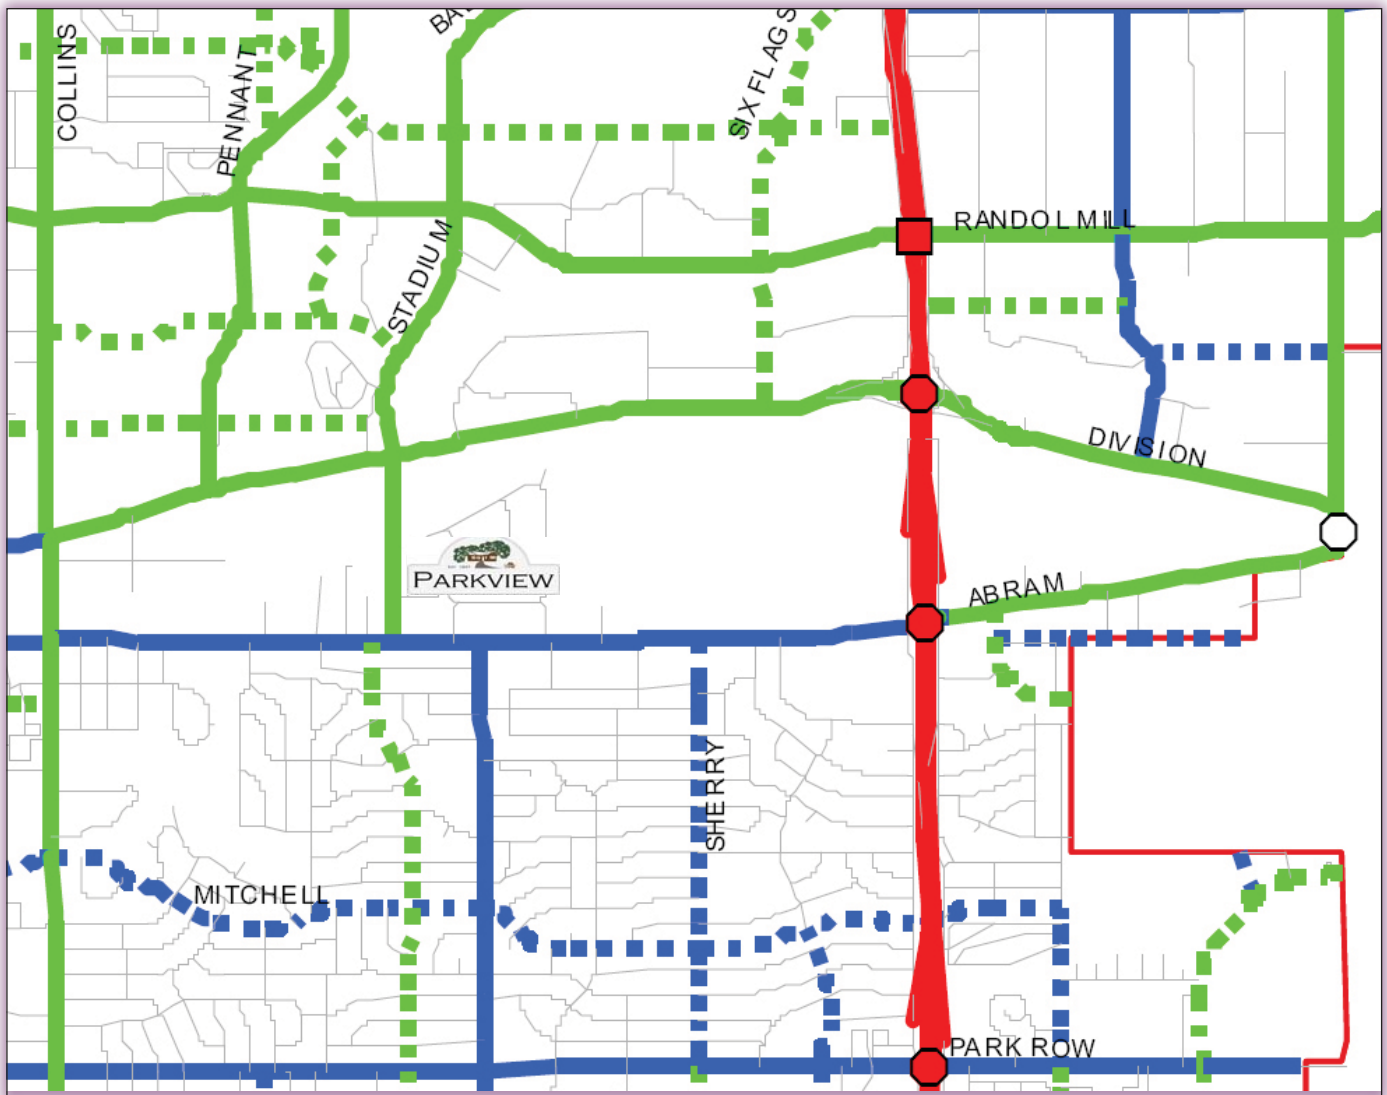 COLLINS
PENNANT
SIX FLAGS
RANDOL MILL
STADIUM
DIVISION
PARKVIEW
ABRAM
SHERRY
MITCHELL
PARK ROW